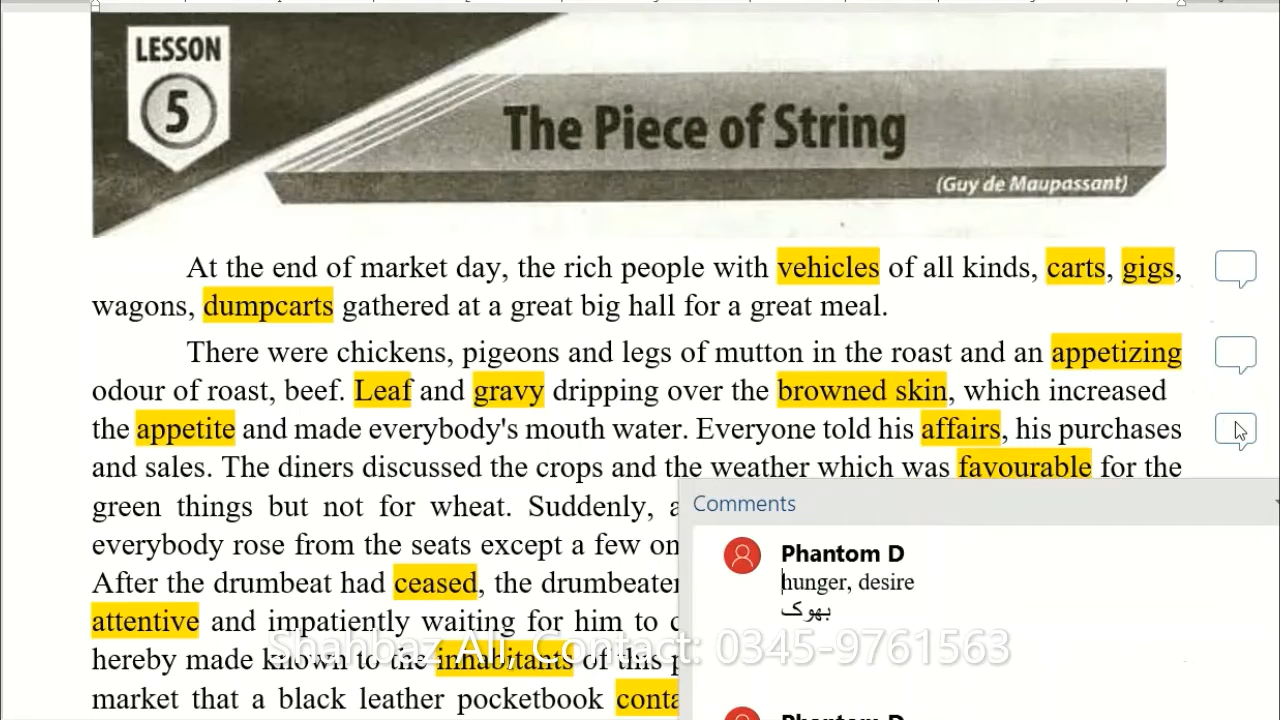 LESSON
5
The Piece of String
(Guy de Maupassant)
At the end of market day, the rich people with vehicles of all kinds, carts, gigs,
wagons, dumpcarts gathered at a great big hall for a great meal.
There were chickens, pigeons and legs of mutton in the roast and an appetizing
odour of roast, beef. Leaf and gravy dripping over the browned skin, which increased
the appetite and made everybody's mouth water. Everyone told his affairs, his purchases
and sales. The diners discussed the crops and the weather which was favourable for the
green things but not for wheat. Suddenly, a
everybody rose from the seats except a few on
After the drumbeat had ceased, the drumbeater
attentive and impatiently waiting for him to
hereby made known to the inhabitants of this p
market that a black leather pocketbook conta
Comments
Phantom D
hunger, desire
بھوک
Phantom D
Shahbaz Ali, Contact: 0345-9761563